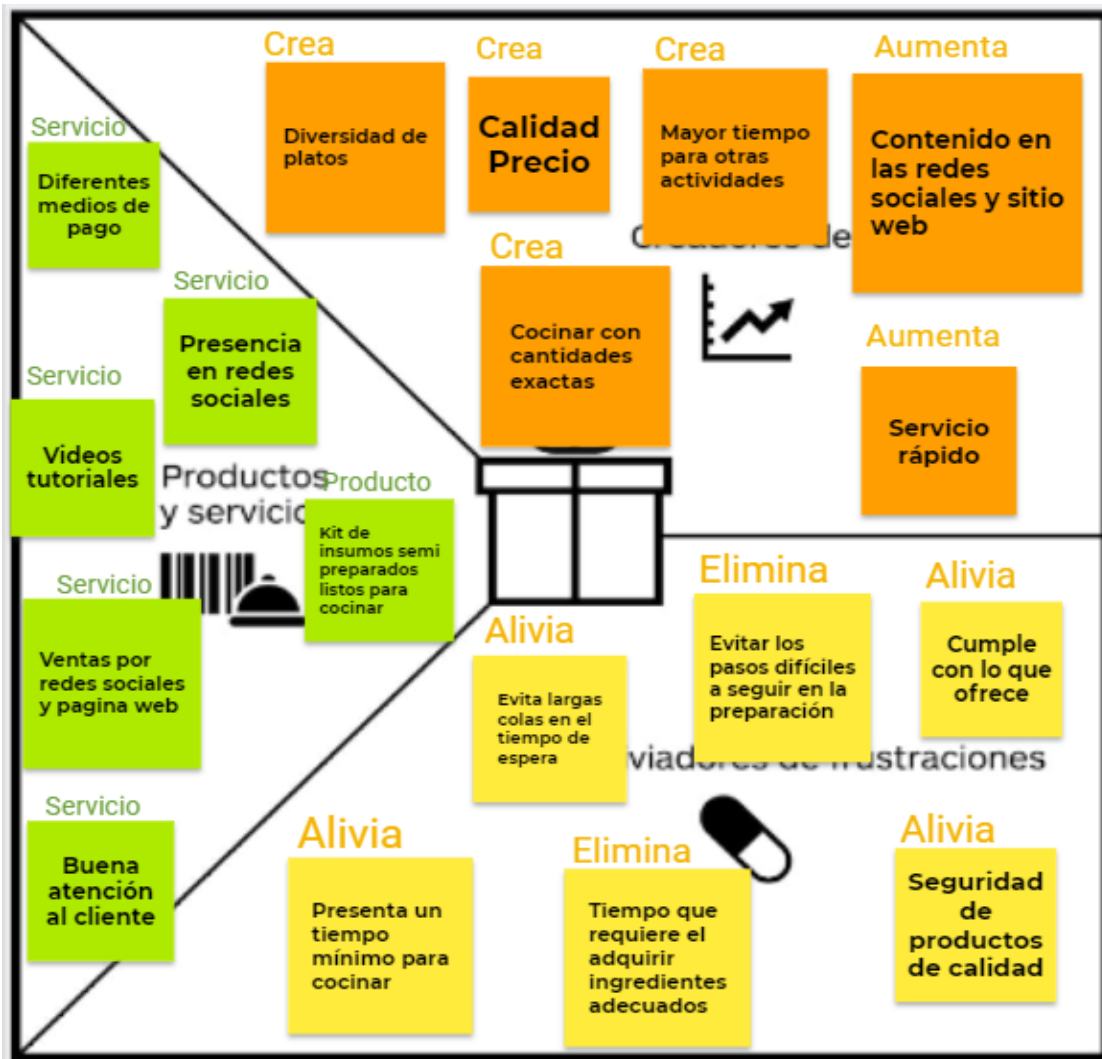 Crea
Diversidad de
platos
Crea
Calidad
Precio
Crea
Mayor tiempo
para otras
actividades
Aumenta
Contenido en
las redes
sociales y sitio
web
Crea
Cocinar con
cantidades
exactas
Aumenta
Servicio
rápido
Servicio
Diferentes
medios de
pago
Servicio
Presencia
en redes
sociales
Servicio
Videos
tutoriales
Productos
y servicio
Producto
Kit de
insumos semi
preparados
listos para
cocinar
Servicio
Ventas por
redes sociales
y pagina web
Servicio
Buena
atención
al cliente
Alivia
Evita largas
colas en el
tiempo de
espera
Elimina
Evitar los
pasos difíciles
a seguir en la
preparación
Alivia
Cumple
con lo que
ofrece
viadores de frustraciones
Alivia
Presenta un
tiempo
mínimo para
cocinar
Elimina
Tiempo que
requiere el
adquirir
ingredientes
adecuados
Alivia
Seguridad
de
productos
de calidad